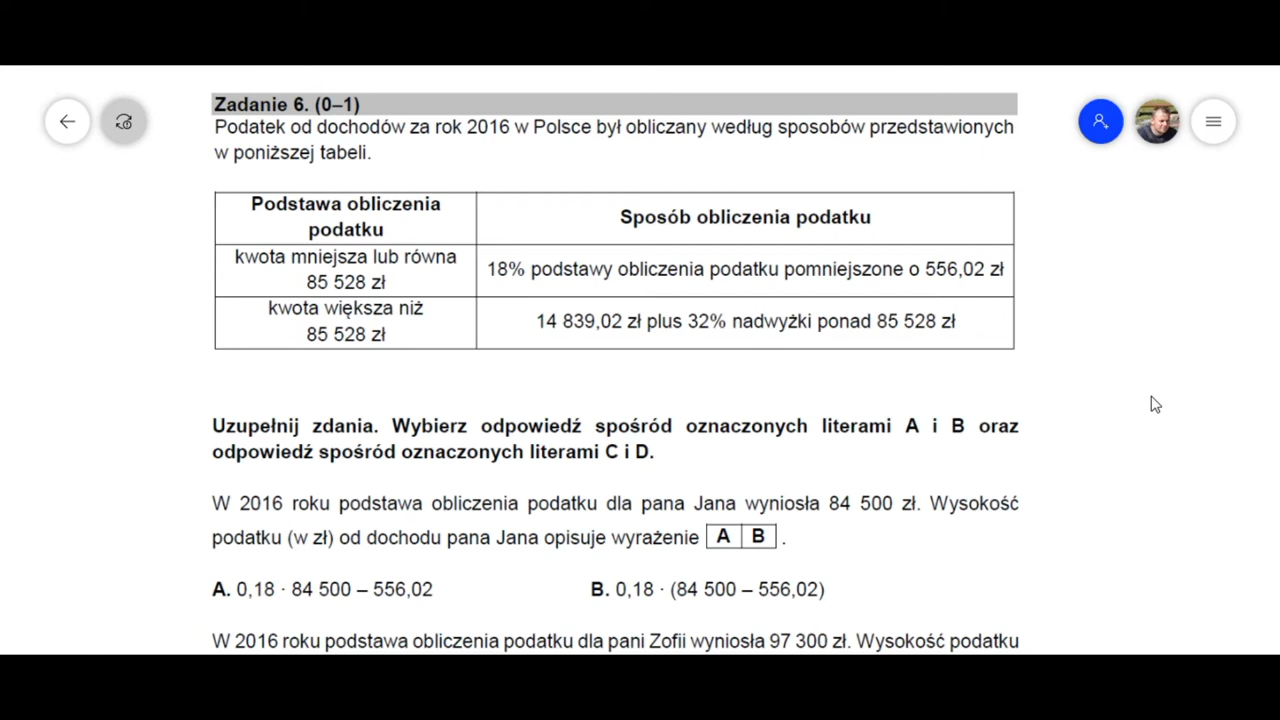 Zadanie 6. (0–1)
Podatek od dochodów za rok 2016 w Polsce był obliczany według sposobów przedstawionych
w poniższej tabeli.
Podstawa obliczenia
podatku
Sposób obliczenia podatku
kwota mniejsza lub równa
85 528 zł
18% podstawy obliczenia podatku pomniejszone o 556,02 zł
kwota większa niż
85 528 zł
14 839,02 zł plus 32% nadwyżki ponad 85 528 zł
Uzupełnij zdania. Wybierz odpowiedź spośród oznaczonych literami A i B oraz
odpowiedź spośród oznaczonych literami C i D.
W 2016 roku podstawa obliczenia podatku dla pana Jana wyniosła 84 500 zł. Wysokość
podatku (w zł) od dochodu pana Jana opisuje wyrażenie A B .
A. 0,18 · 84 500 – 556,02
B. 0,18 · (84 500 – 556,02)
W 2016 roku podstawa obliczenia podatku dla pani Zofii wyniosła 97 300 zł. Wysokość podatku